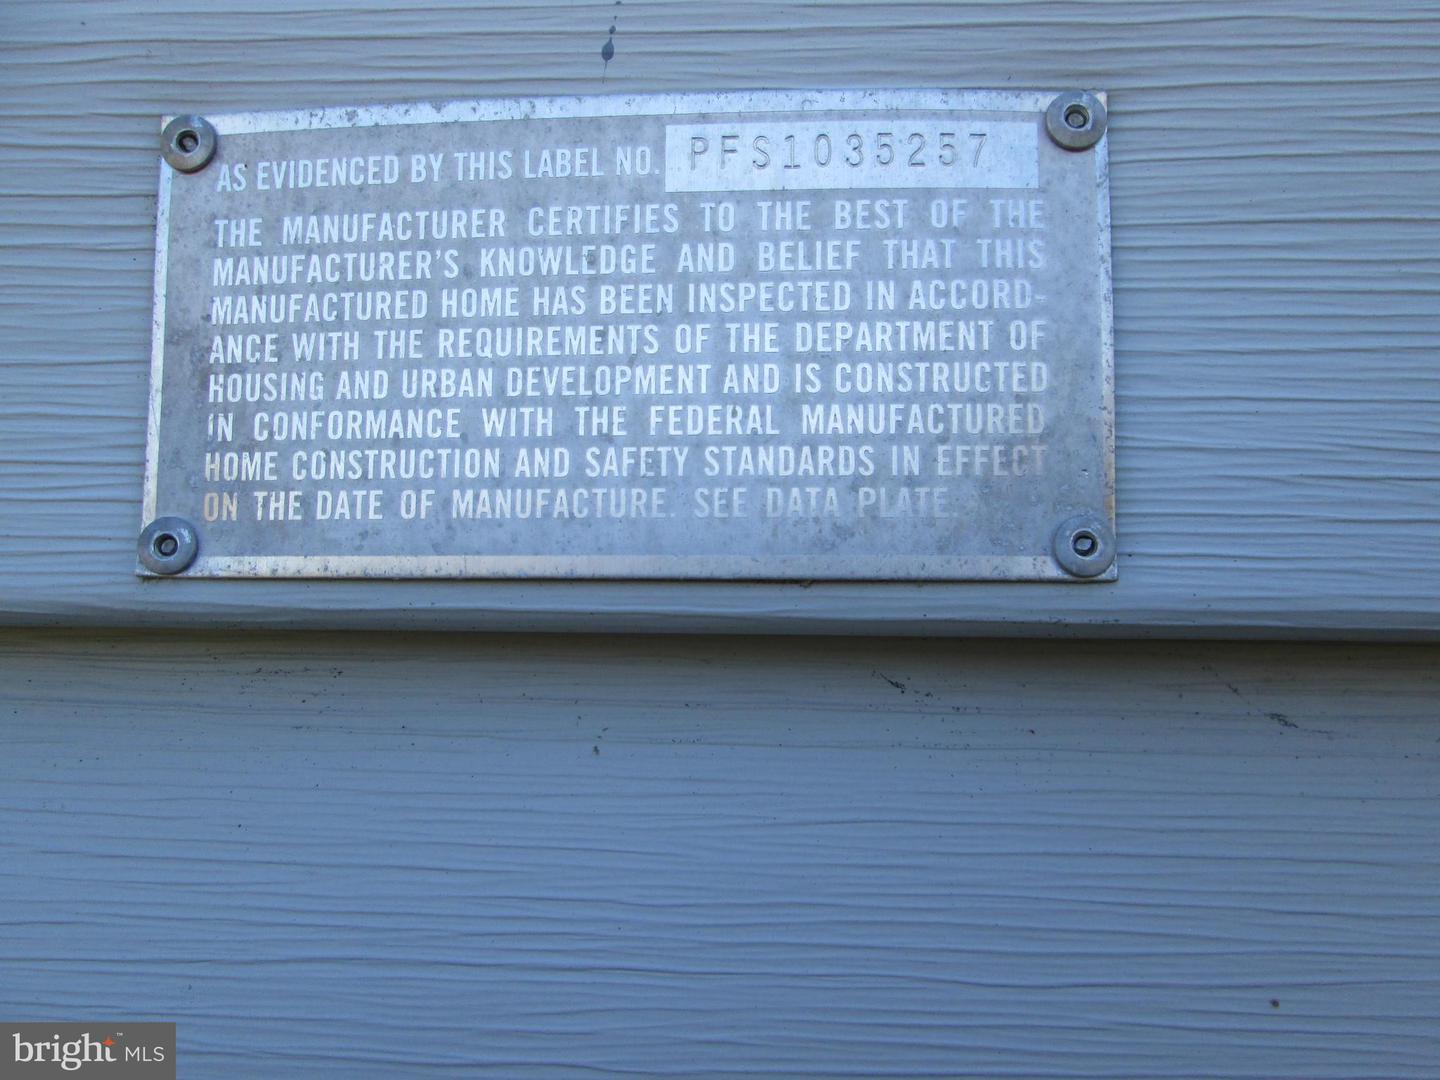 AS EVIDENCED BY THIS LABEL NO. PFS1035257
THE MANUFACTURER CERTIFIES TO THE BEST OF THE
MANUFACTURER'S KNOWLEDGE AND BELIEF THAT THIS
MANUFACTURED HOME HAS BEEN INSPECTED IN ACCORD-
ANCE WITH THE REQUIREMENTS OF THE DEPARTMENT OF
HOUSING AND URBAN DEVELOPMENT AND IS CONSTRUCTED
IN CONFORMANCE WITH THE FEDERAL MANUFACTURED
HOME CONSTRUCTION AND SAFETY STANDARDS IN EFFECT
ON THE DATE OF MANUFACTURE. SEE DATA PLATE.
bright™ MLS